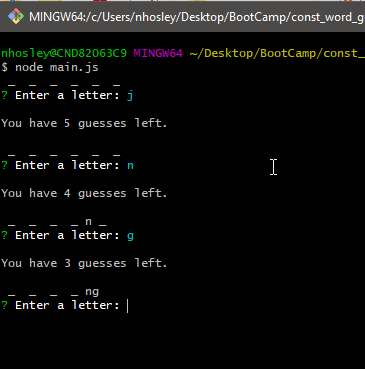 MINGW64:/c/Users/nhosley/Desktop/BootCamp/const_word_g
nhosley@CND82063C9 MINGW64 ~/Desktop/BootCamp/const_
$ node main.js
_ _ _ _ _ _
? Enter a letter: j
You have 5 guesses left.
_ _ _ _ _ _
? Enter a letter: n
You have 4 guesses left.
_ _ _ _ n _
? Enter a letter: g
You have 3 guesses left.
_ _ _ _ ng
? Enter a letter: